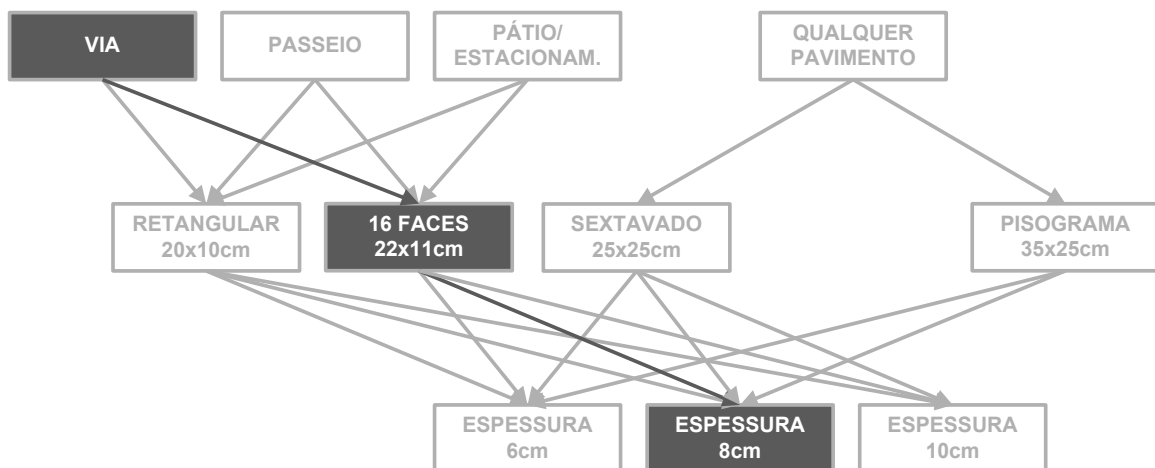 VIA
PASSEIO
PÁTIO/
ESTACIONAM.
QUALQUER
PAVIMENTO
RETANGULAR
20x10cm
16 FACES
22x11cm
SEXTAVADO
25x25cm
PISOGRAMA
35x25cm
ESPESSURA
6cm
ESPESSURA
8cm
ESPESSURA
10cm